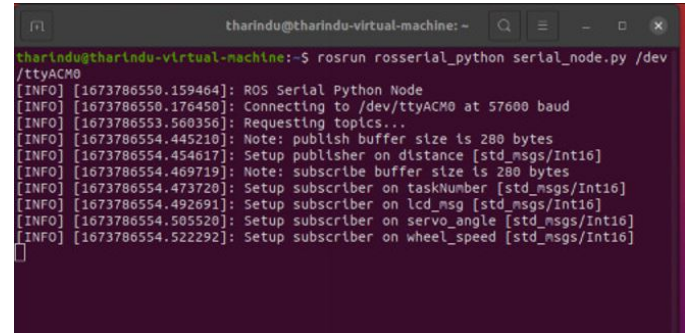 tharindu@tharindu-virtual-machine: ~
tharindu@tharindu-virtual-machine:~$ rosrun rosserial_python serial_node.py /dev
/ttyACM0
[INFO] [1673786550.159464]: ROS Serial Python Node
[INFO] [1673786550.176450]: Connecting to /dev/ttyACM0 at 57600 baud
[INFO] [1673786553.560356]: Requesting topics...
[INFO] [1673786554.445210]: Note: publish buffer size is 280 bytes
[INFO] [1673786554.454617]: Setup publisher on distance [std_msgs/Int16]
[INFO] [1673786554.469719]: Note: subscribe buffer size is 280 bytes
[INFO] [1673786554.473720]: Setup subscriber on taskNumber [std_msgs/Int16]
[INFO] [1673786554.492691]: Setup subscriber on lcd_msg [std_msgs/Int16]
[INFO] [1673786554.505520]: Setup subscriber on servo_angle [std_msgs/Int16]
[INFO] [1673786554.522292]: Setup subscriber on wheel_speed [std_msgs/Int16]